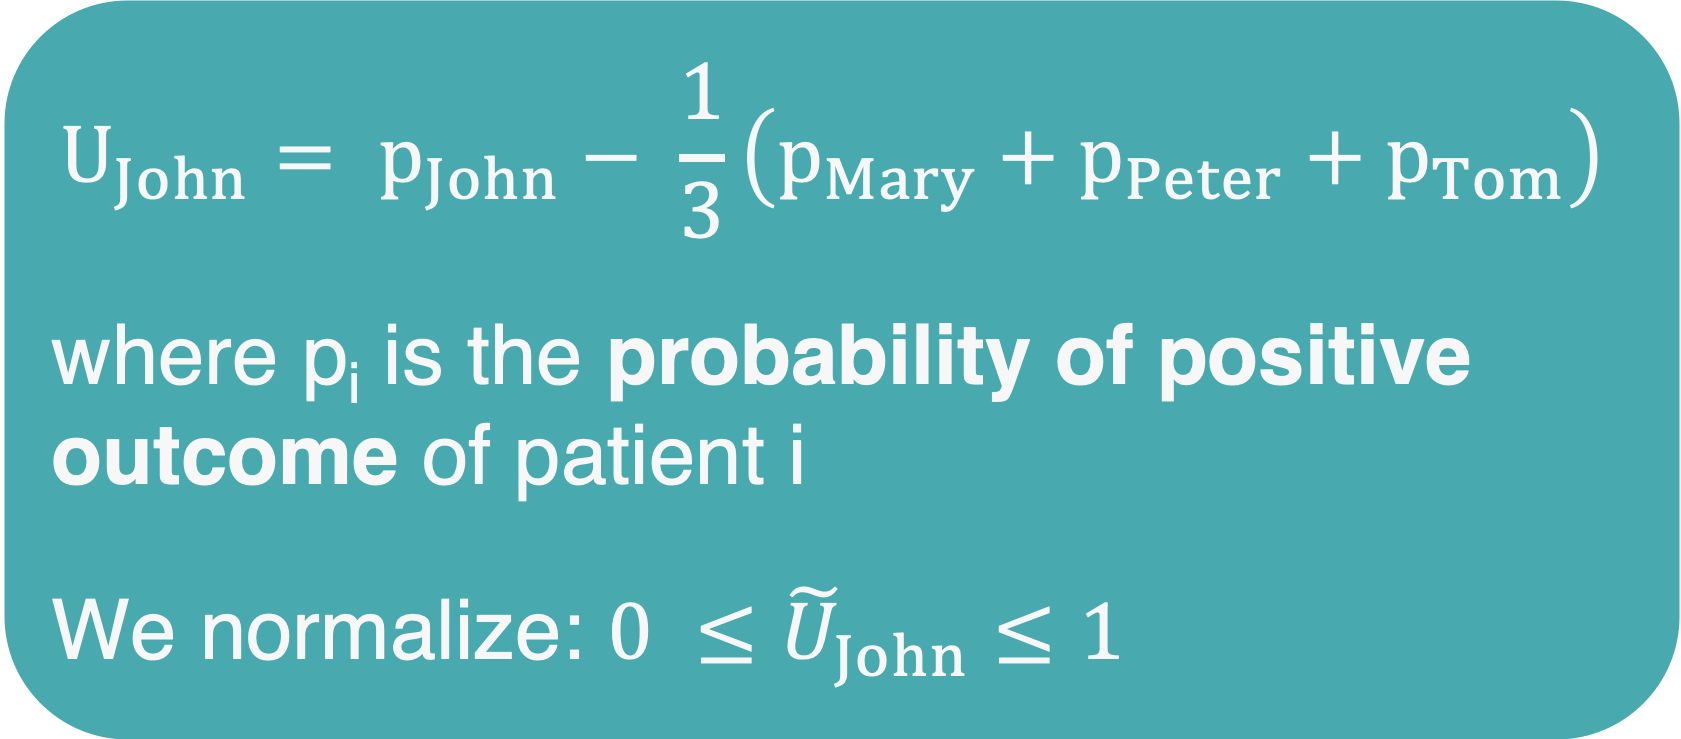 U_John = p_John − 1/3 (p_Mary + p_Peter + p_Tom)
where p_i is the probability of positive
outcome of patient i
We normalize: 0 ≤ Ũ_John ≤ 1